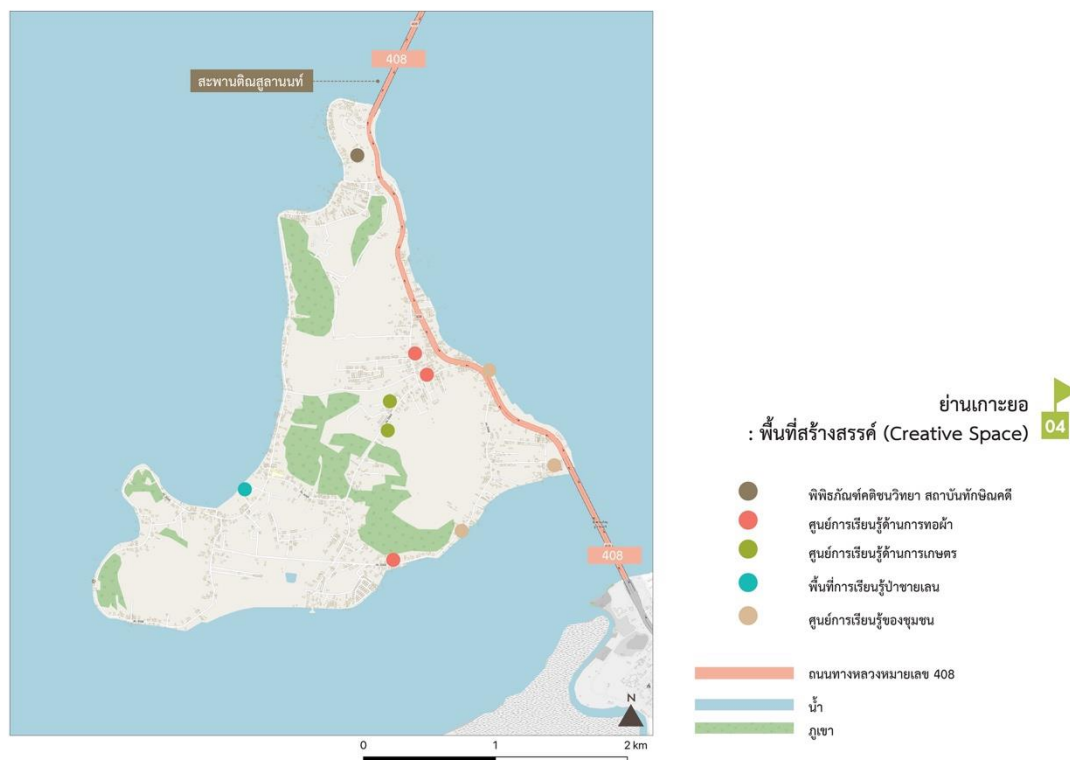 408
สะพานติณสูลานนท์
ย่านเกาะยอ
: พื้นที่สร้างสรรค์ (Creative Space)
04
พิพิธภัณฑ์คติชนวิทยา สถาบันทักษิณคดี
ศูนย์การเรียนรู้ด้านการทอผ้า
ศูนย์การเรียนรู้ด้านการเกษตร
พื้นที่การเรียนรู้ป่าชายเลน
ศูนย์การเรียนรู้ของชุมชน
408
ถนนทางหลวงหมายเลข 408
น้ำ
ภูเขา
N
0 1 2 km